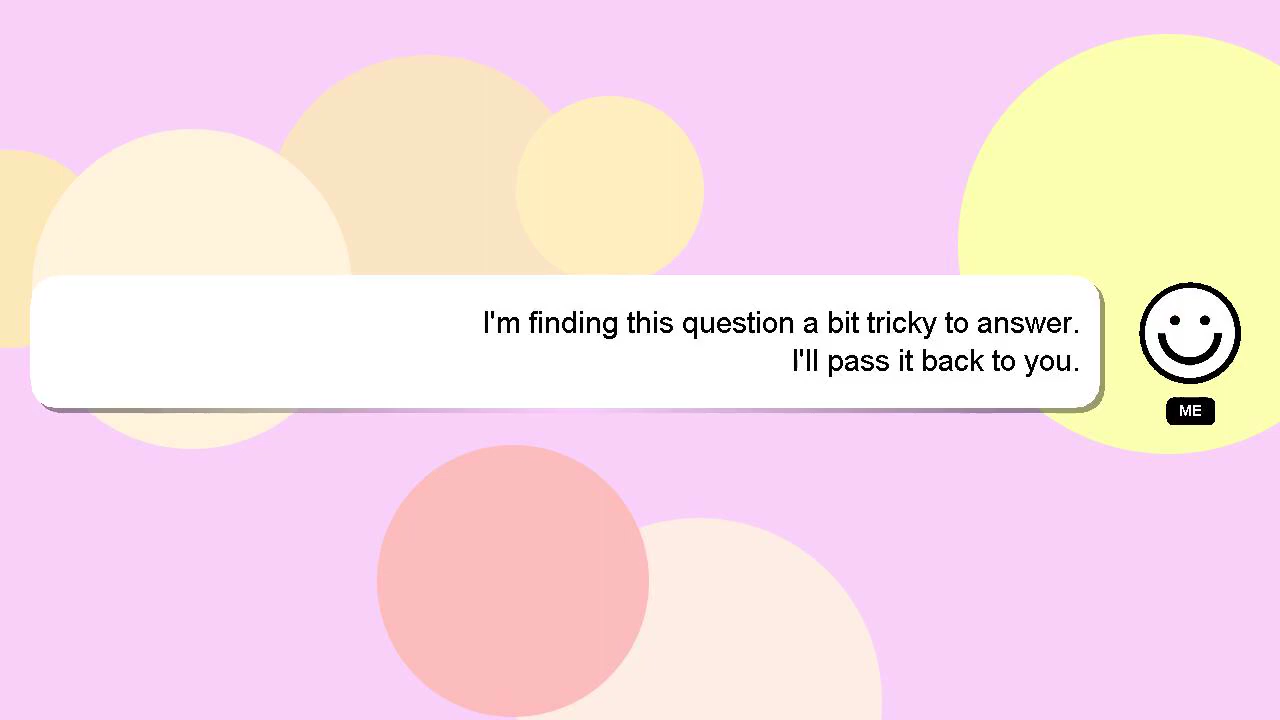 I'm finding this question a bit tricky to answer.
I'll pass it back to you.
ME